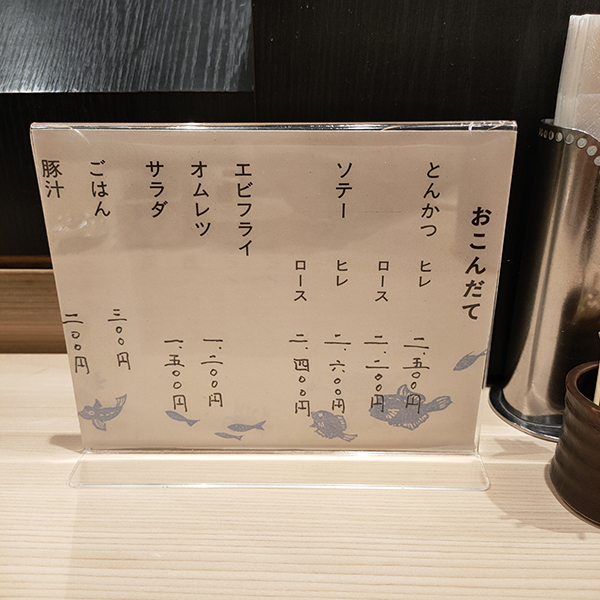 おこんだて
とんかつ ヒレ 二、五〇〇円
ロース 二、二〇〇円
ソテー ヒレ 二、六〇〇円
ロース 二、四〇〇円
エビフライ
オムレツ 一、二〇〇円
サラダ 一、五〇〇円
ごはん 三〇〇円
豚汁 二〇〇円